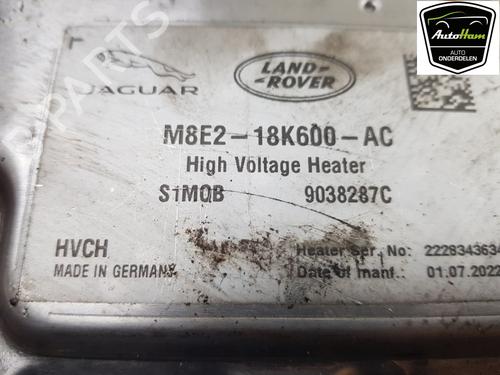 AutoHam
AUTO
ONDERDELEN
F
JAGUAR
LAND-
ROVER
M8E2-18K600-AC
High Voltage Heater
S1MOB 9038287C
HVCH
MADE IN GERMANY
Heater Ser. No: 2228343634
Date of manf.: 01.07.2022